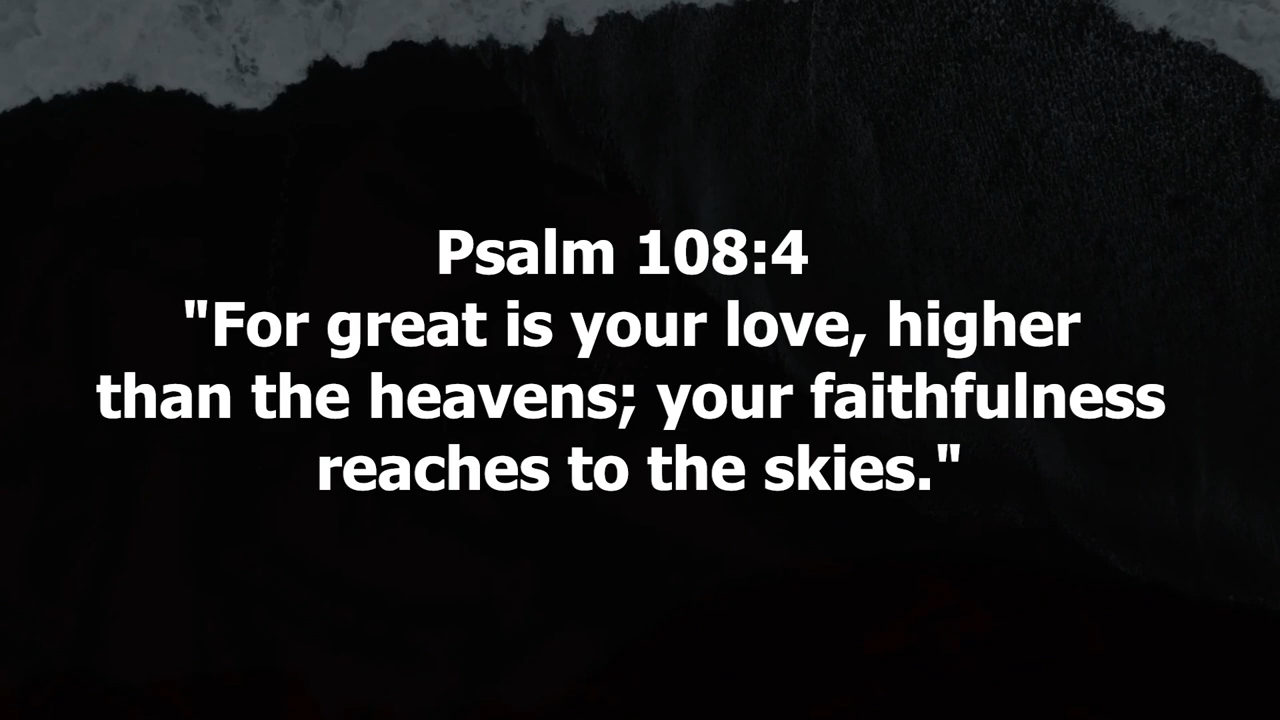 Psalm 108:4
"For great is your love, higher
than the heavens; your faithfulness
reaches to the skies."